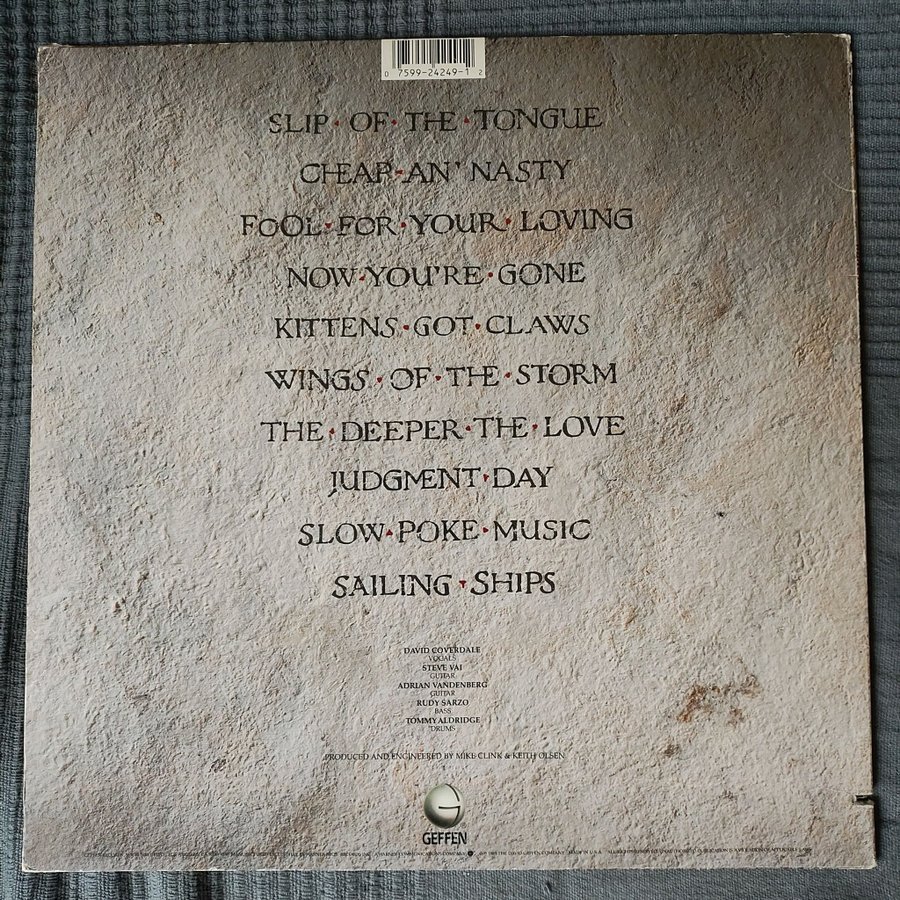 0 7599-24249-1 2
SLIP · OF · THE · TONGUE
CHEAP · AN' NASTY
FOOL · FOR · YOUR · LOVING
NOW · YOU'RE · GONE
KITTENS · GOT · CLAWS
WINGS · OF · THE · STORM
THE · DEEPER · THE · LOVE
JUDGMENT · DAY
SLOW · POKE · MUSIC
SAILING · SHIPS
DAVID COVERDALE
VOCALS
STEVE VAI
GUITAR
ADRIAN VANDENBERG
GUITAR
RUDY SARZO
BASS
TOMMY ALDRIDGE
DRUMS
PRODUCED AND ENGINEERED BY MIKE CLINK & KEITH OLSEN
GEFFEN